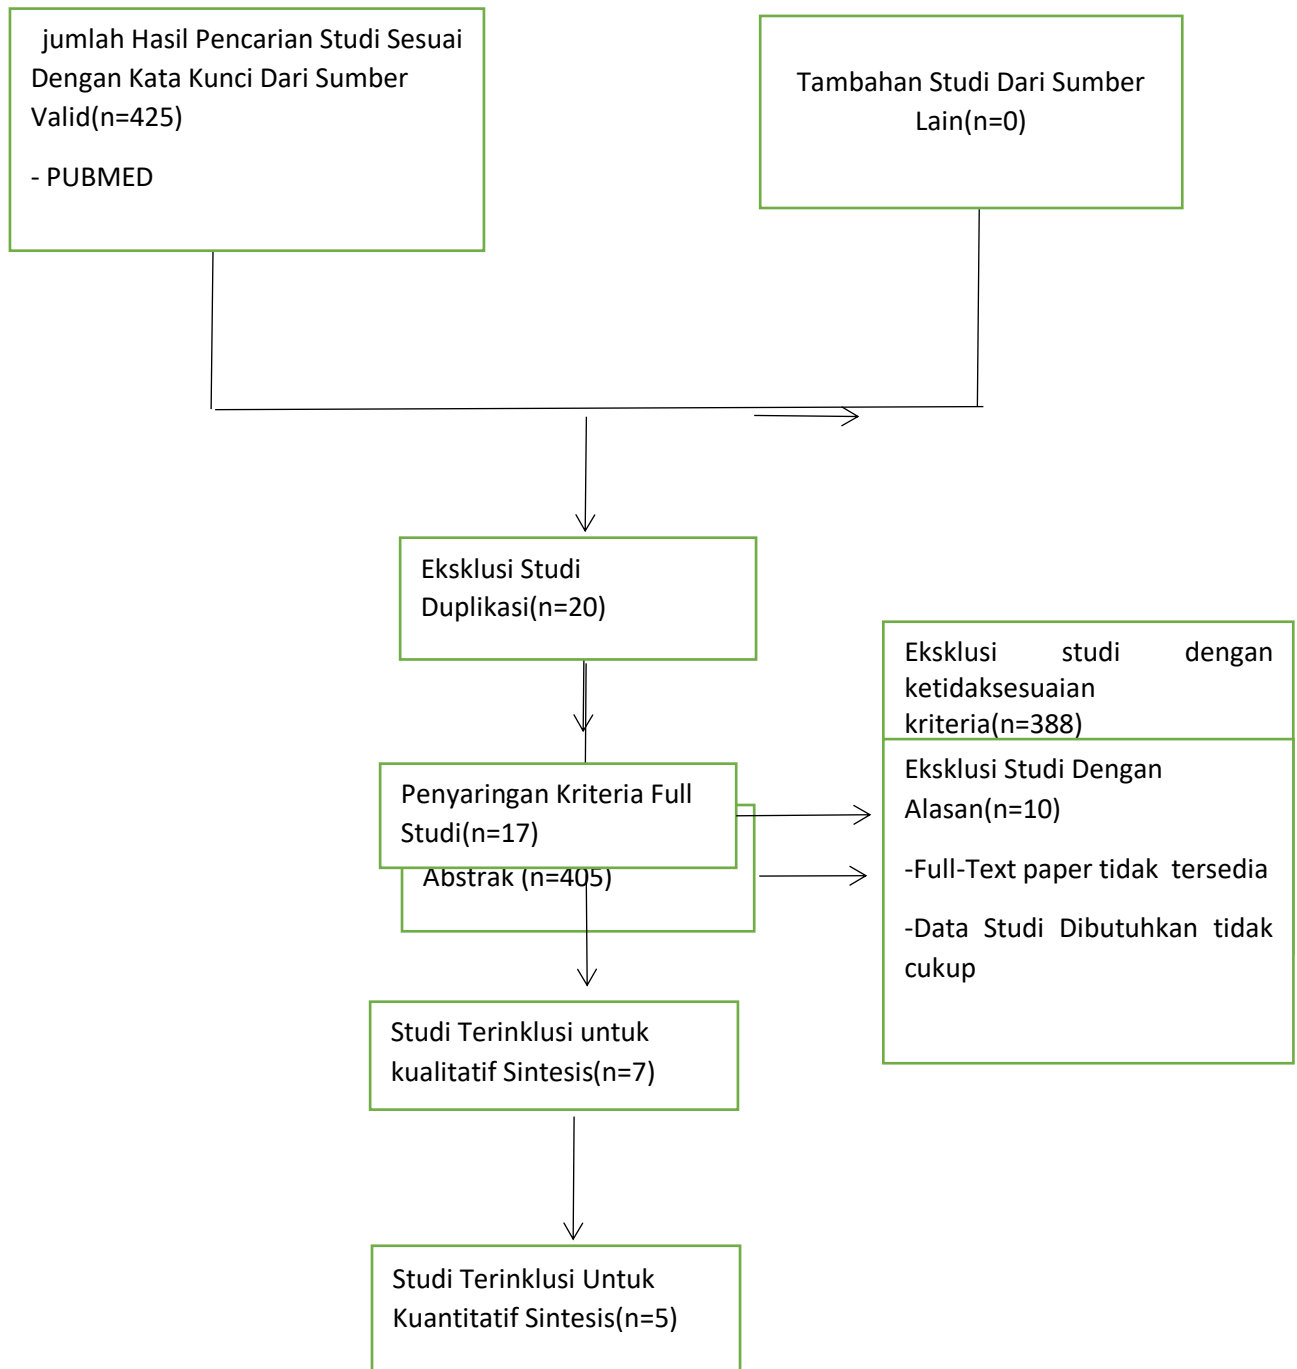 jumlah Hasil Pencarian Studi Sesuai
Dengan Kata Kunci Dari Sumber
Valid(n=425)
- PUBMED
Tambahan Studi Dari Sumber
Lain(n=0)
Eksklusi Studi
Duplikasi(n=20)
Eksklusi studi dengan
ketidaksesuaian
kriteria(n=388)
Penyaringan Kriteria Full
Studi(n=17)
Abstrak (n=405)
Eksklusi Studi Dengan
Alasan(n=10)
-Full-Text paper tidak tersedia
-Data Studi Dibutuhkan tidak
cukup
Studi Terinklusi untuk
kualitatif Sintesis(n=7)
Studi Terinklusi Untuk
Kuantitatif Sintesis(n=5)